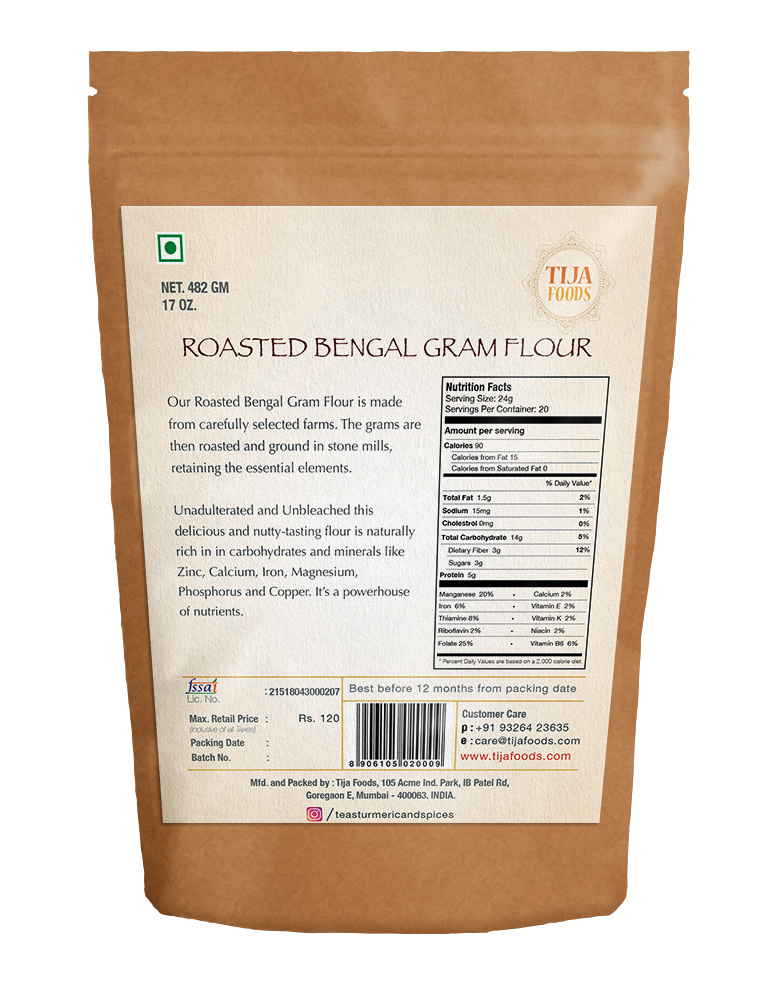 NET. 482 GM
17 OZ.
TIJA
FOODS
ROASTED BENGAL GRAM FLOUR
Our Roasted Bengal Gram Flour is made
from carefully selected farms. The grams are
then roasted and ground in stone mills,
retaining the essential elements.
Unadulterated and Unbleached this
delicious and nutty-tasting flour is naturally
rich in in carbohydrates and minerals like
Zinc, Calcium, Iron, Magnesium,
Phosphorus and Copper. It's a powerhouse
of nutrients.
Nutrition Facts
Serving Size: 24g
Servings Per Container: 20
Amount per serving
Calories 90
Calories from Fat 15
Calories from Saturated Fat 0
% Daily Value*
Total Fat 1.5g 2%
Sodium 15mg 1%
Cholestrol 0mg 0%
Total Carbohydrate 14g 5%
Dietary Fiber 3g 12%
Sugars 3g
Protein 5g
Manganese 20% • Calcium 2%
Iron 6% • Vitamin E 2%
Thiamine 8% • Vitamin K 2%
Riboflavin 2% • Niacin 2%
Folate 25% • Vitamin B6 6%
* Percent Daily Values are based on a 2,000 calorie diet.
fssai
Lic. No. : 21518043000207
Best before 12 months from packing date
Max. Retail Price : Rs. 120
(Inclusive of all Taxes)
Packing Date :
Batch No. :
8 906105 020009
Customer Care
p : +91 93264 23635
e : care@tijafoods.com
www.tijafoods.com
Mfd. and Packed by : Tija Foods, 105 Acme Ind. Park, IB Patel Rd,
Goregaon E, Mumbai - 400063. INDIA.
/teasturmericandspices